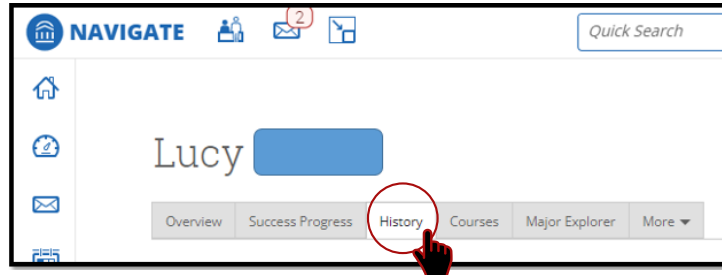 NAVIGATE 2 Quick Search
Lucy
Overview Success Progress History Courses Major Explorer More